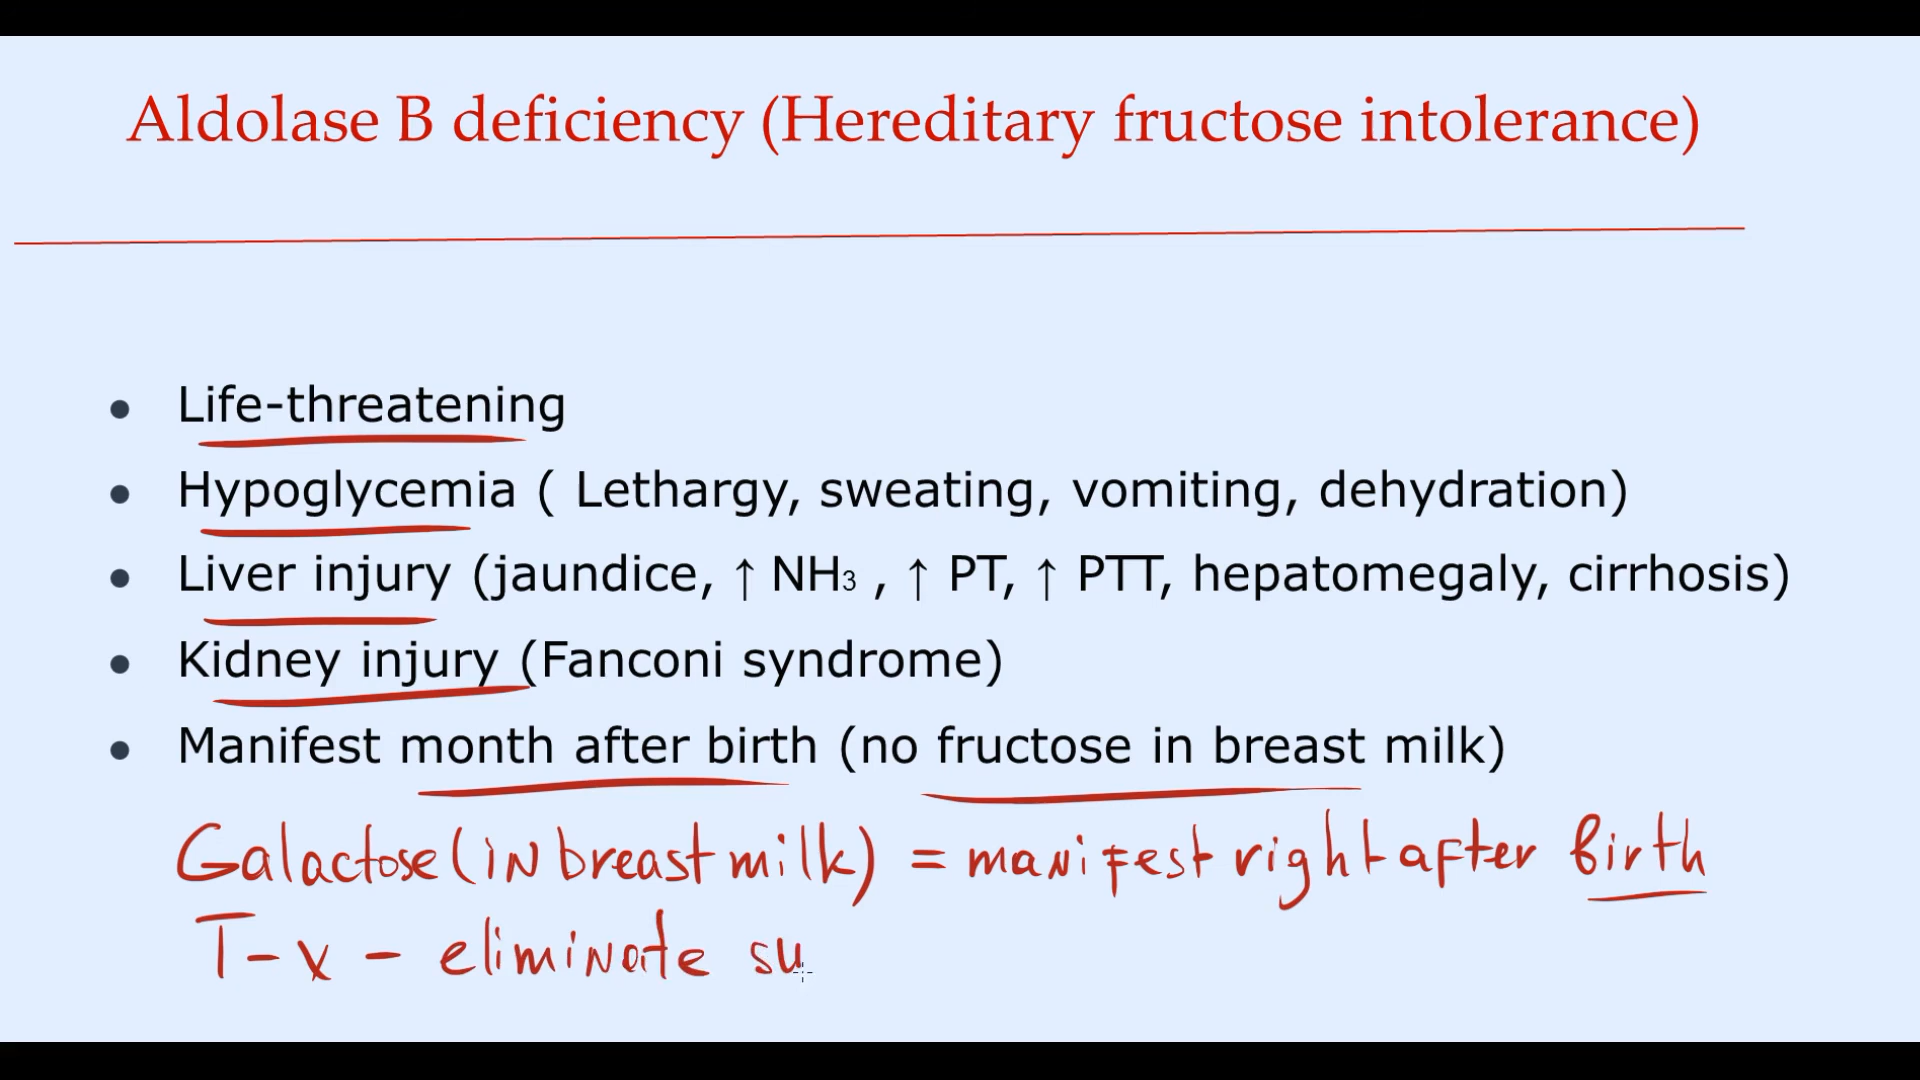 Aldolase B deficiency (Hereditary fructose intolerance)
• Life-threatening
• Hypoglycemia ( Lethargy, sweating, vomiting, dehydration)
• Liver injury (jaundice, ↑ NH₃ , ↑ PT, ↑ PTT, hepatomegaly, cirrhosis)
• Kidney injury (Fanconi syndrome)
• Manifest month after birth (no fructose in breast milk)
Galactose (in breast milk) = manifest right after birth
T-x - eliminate su